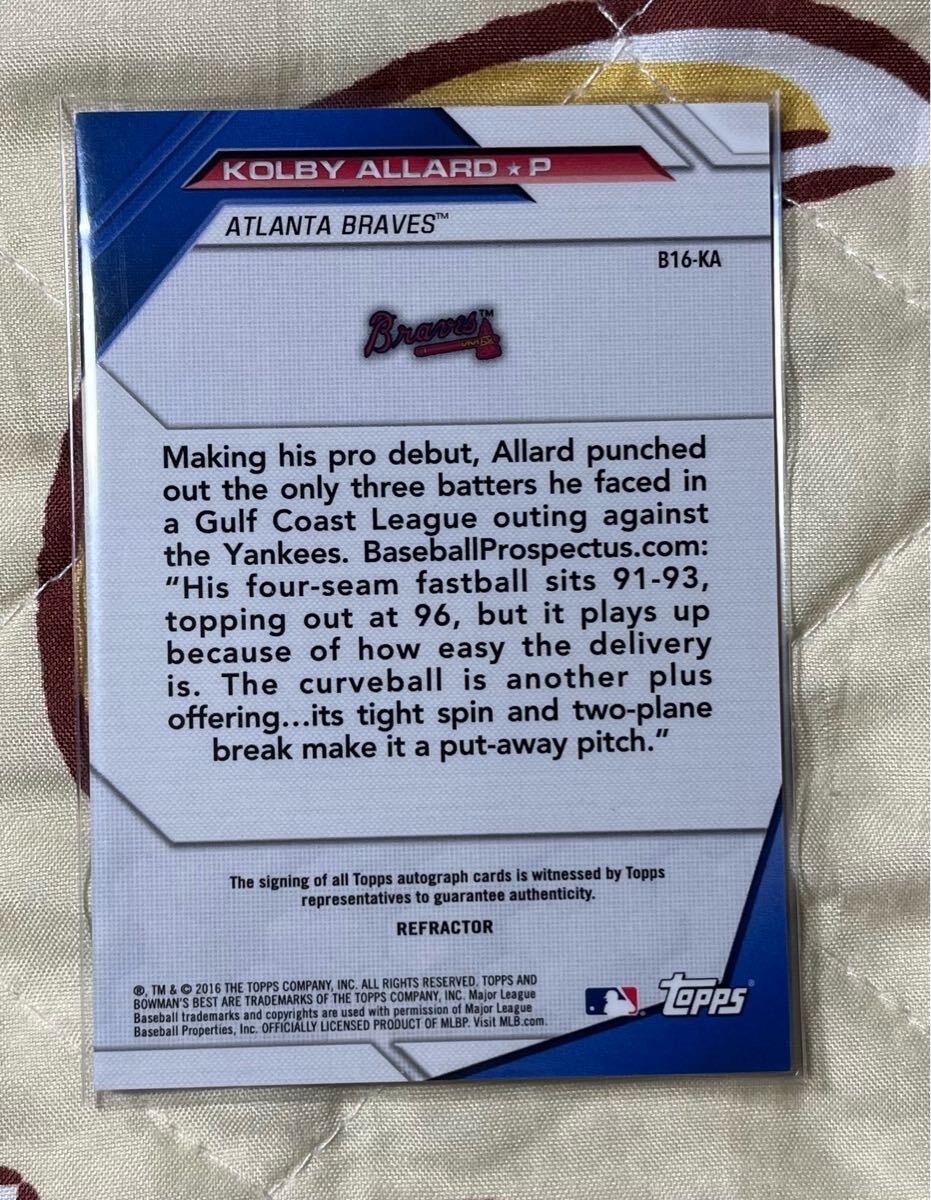 KOLBY ALLARD ★ P
ATLANTA BRAVES™
B16-KA
Braves™
Making his pro debut, Allard punched
out the only three batters he faced in
a Gulf Coast League outing against
the Yankees. BaseballProspectus.com:
“His four-seam fastball sits 91-93,
topping out at 96, but it plays up
because of how easy the delivery
is. The curveball is another plus
offering...its tight spin and two-plane
break make it a put-away pitch.”
The signing of all Topps autograph cards is witnessed by Topps
representatives to guarantee authenticity.
REFRACTOR
®, TM & © 2016 THE TOPPS COMPANY, INC. ALL RIGHTS RESERVED. TOPPS AND
BOWMAN'S BEST ARE TRADEMARKS OF THE TOPPS COMPANY, INC. Major League
Baseball trademarks and copyrights are used with permission of Major League
Baseball Properties, Inc. OFFICIALLY LICENSED PRODUCT OF MLBP. Visit MLB.com.
Topps®